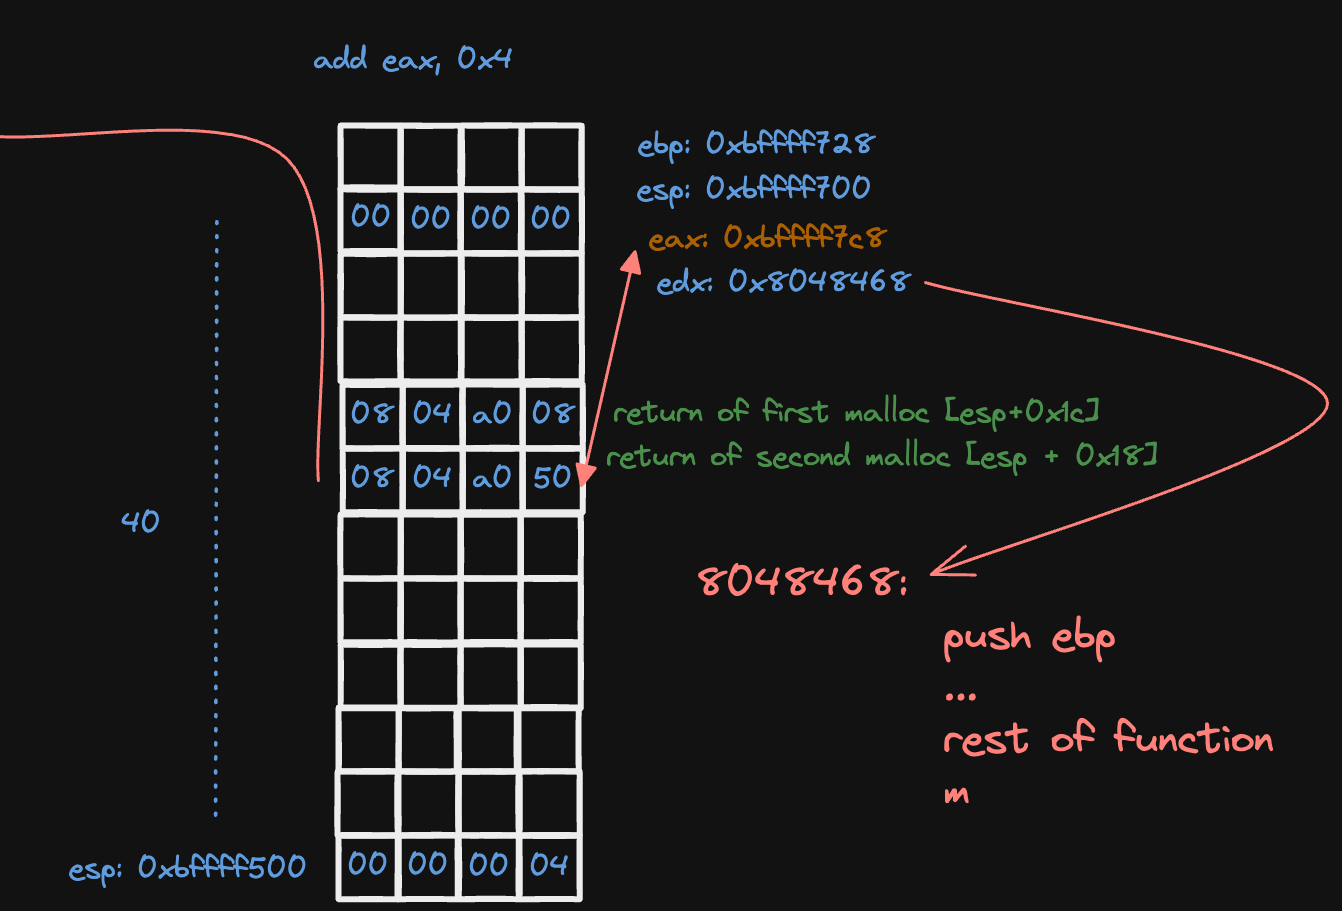 add eax, 0x4
ebp: 0xbffff728
esp: 0xbffff700
00 00 00 00
eax: 0xbffff7c8
edx: 0x8048468
08 04 a0 08
return of first malloc [esp+0x1c]
08 04 a0 50
return of second malloc [esp + 0x18]
40
8048468:
push ebp
...
rest of function
m
esp: 0xbffff500
00 00 00 04